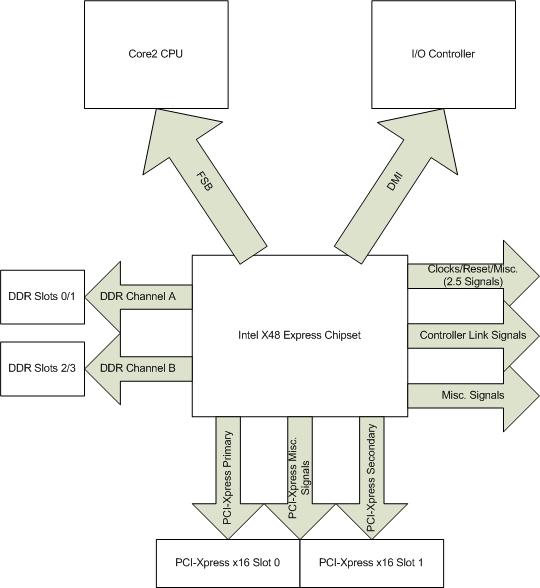 Core2 CPU
I/O Controller
FSB
DMI
Clocks/Reset/Misc.
(2.5 Signals)
DDR Slots 0/1
DDR Channel A
Intel X48 Express Chipset
Controller Link Signals
DDR Slots 2/3
DDR Channel B
Misc. Signals
PCI-Xpress Primary
PCI-Xpress Misc.
Signals
PCI-Xpress Secondary
PCI-Xpress x16 Slot 0
PCI-Xpress x16 Slot 1